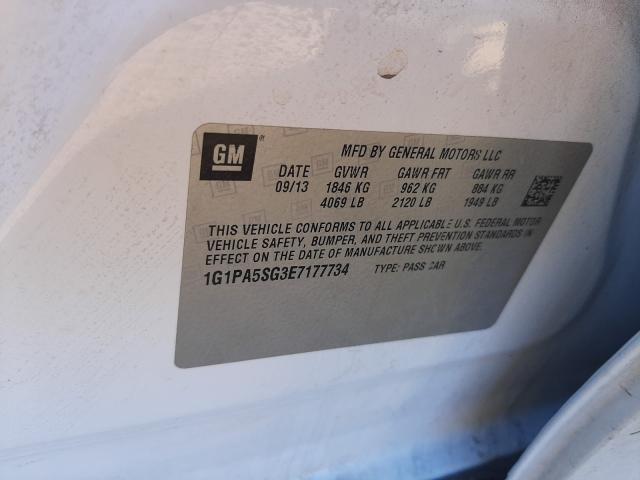 GM
MFD BY GENERAL MOTORS LLC
DATE GVWR GAWR FRT GAWR RR
09/13 1846 KG 962 KG 884 KG
4069 LB 2120 LB 1949 LB
THIS VEHICLE CONFORMS TO ALL APPLICABLE U.S. FEDERAL MOTOR
VEHICLE SAFETY, BUMPER, AND THEFT PREVENTION STANDARDS IN
EFFECT ON THE DATE OF MANUFACTURE SHOWN ABOVE.
1G1PA5SG3E7177734 TYPE: PASS CAR